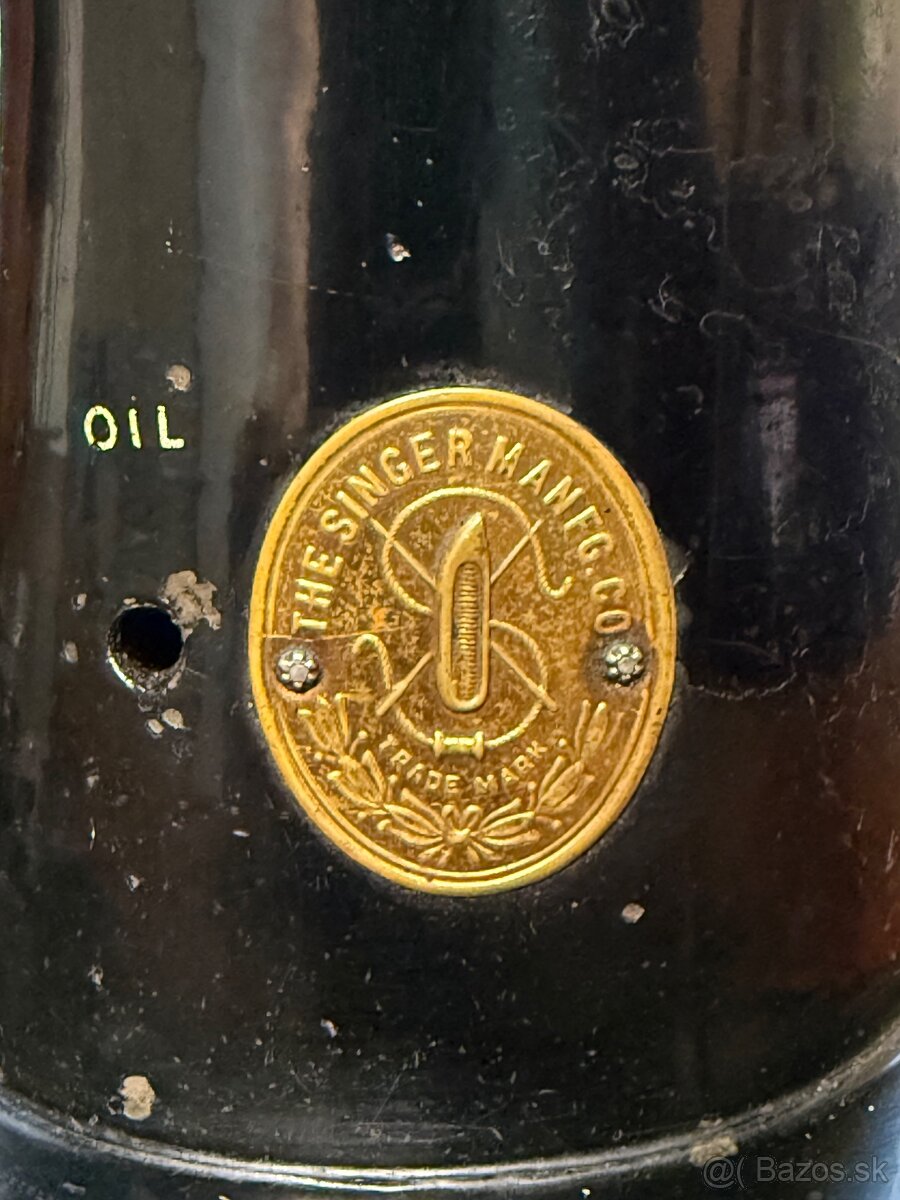 OIL
THE SINGER MANFG. CO
TRADE MARK
@( Bazos.sk